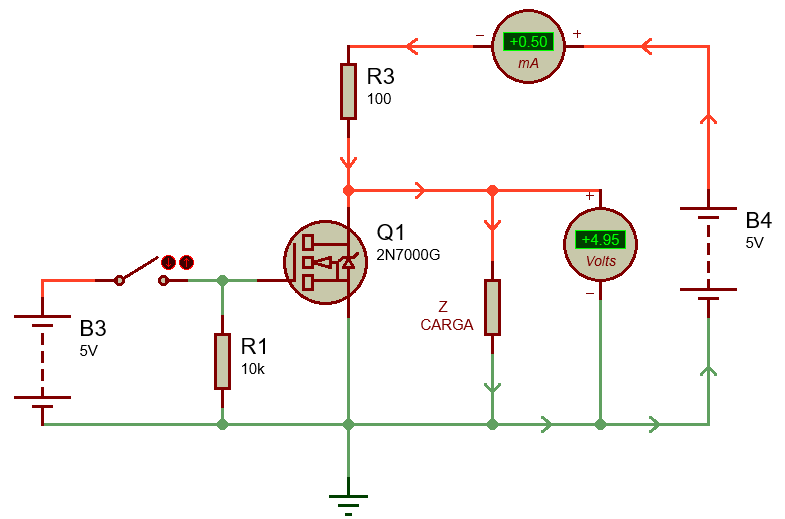 +0.50
mA
− +
R3
100
B4
5V
+
+4.95
Volts
−
Q1
2N7000G
Z
CARGA
B3
5V
R1
10k